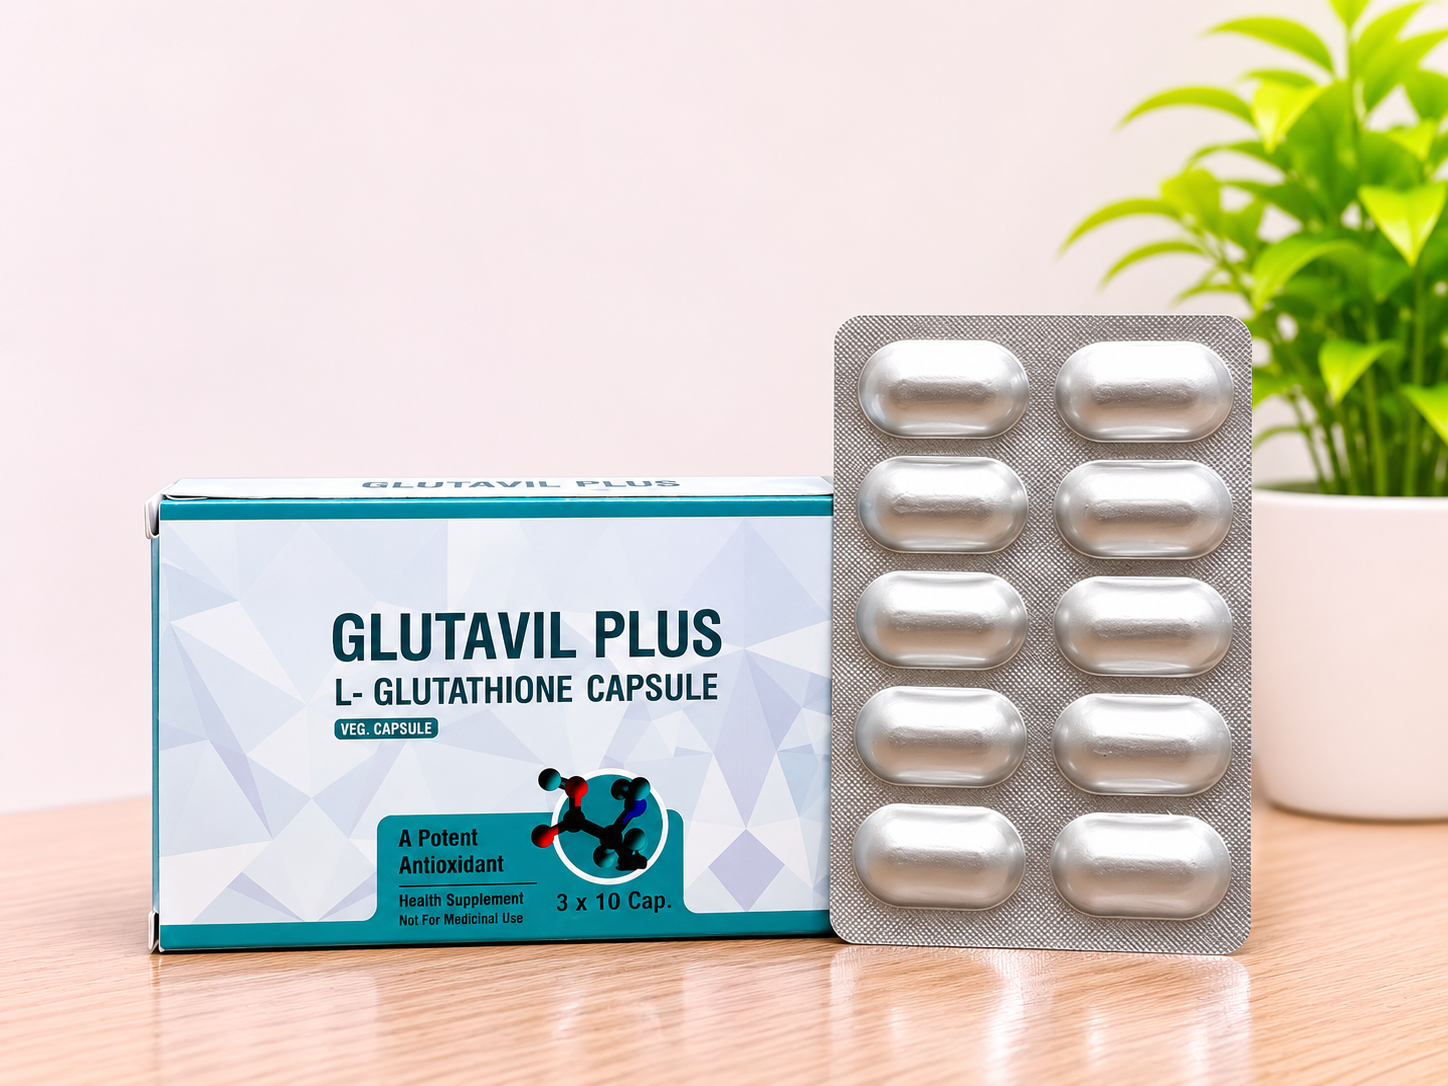 GLUTAVIL PLUS
GLUTAVIL PLUS
L- GLUTATHIONE CAPSULE
VEG. CAPSULE
A Potent
Antioxidant
Health Supplement
Not For Medicinal Use
3 x 10 Cap.